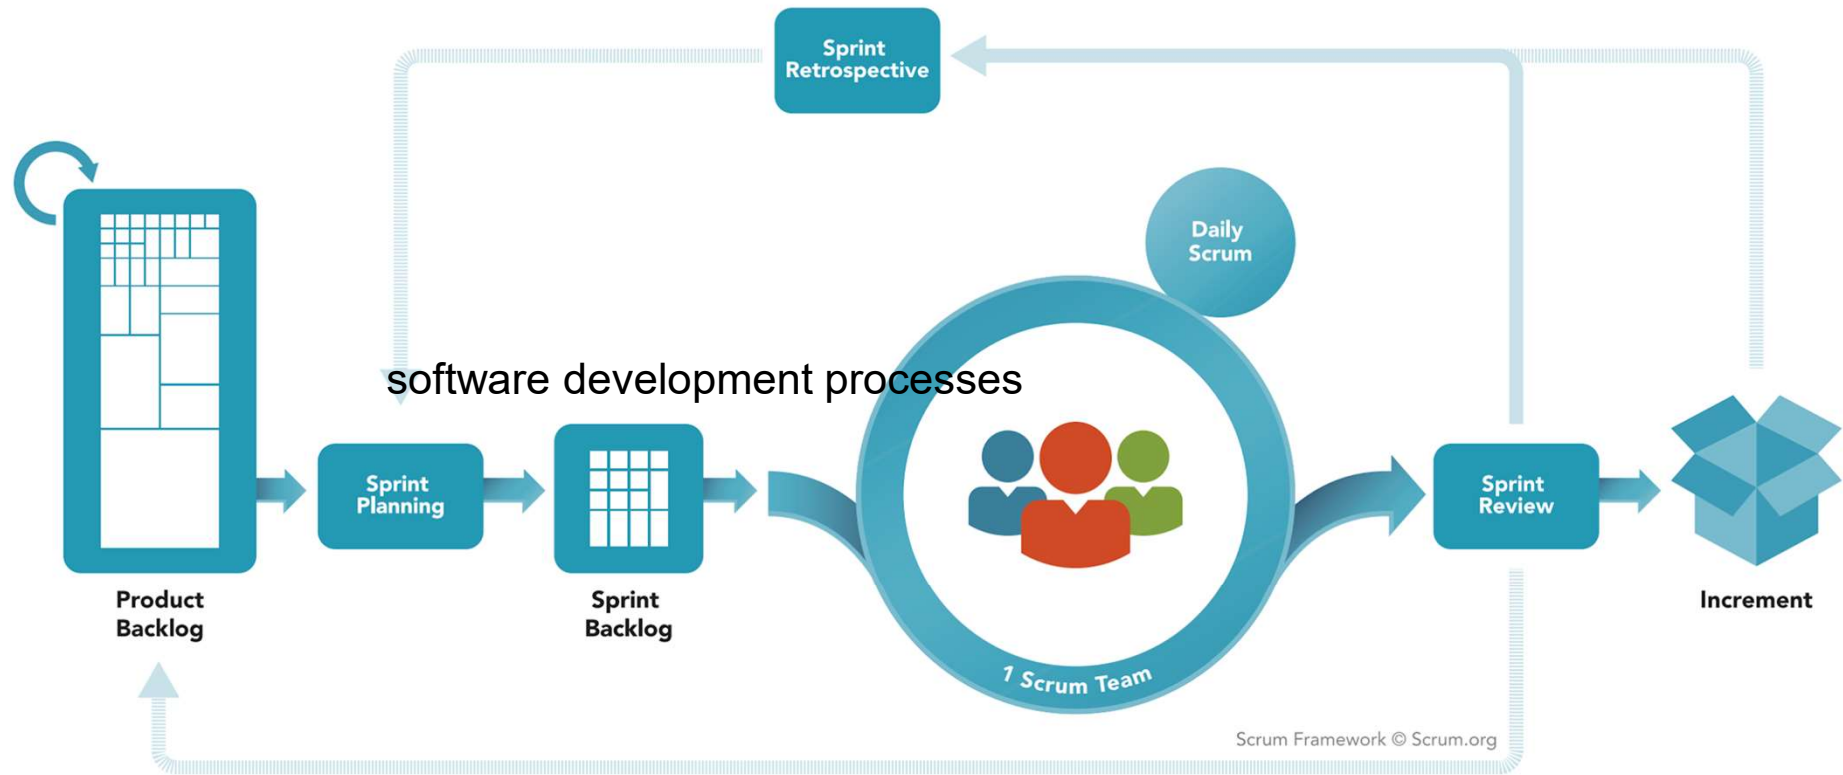 Sprint
Retrospective
Daily
Scrum
software development processes
Sprint
Planning
Sprint
Review
Product
Backlog
Sprint
Backlog
Increment
1 Scrum Team
Scrum Framework © Scrum.org